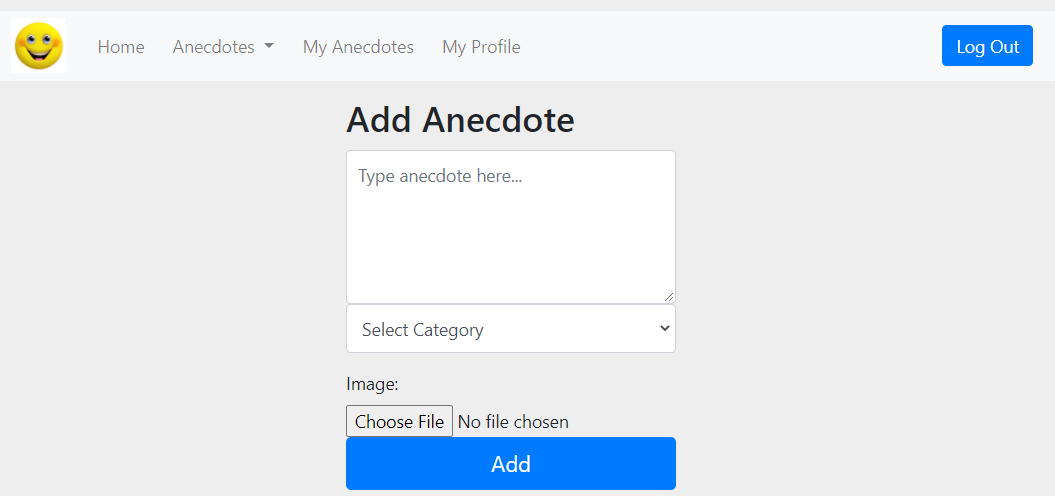 Home Anecdotes My Anecdotes My Profile Log Out
Add Anecdote
Type anecdote here...
Select Category
Image:
Choose File No file chosen
Add